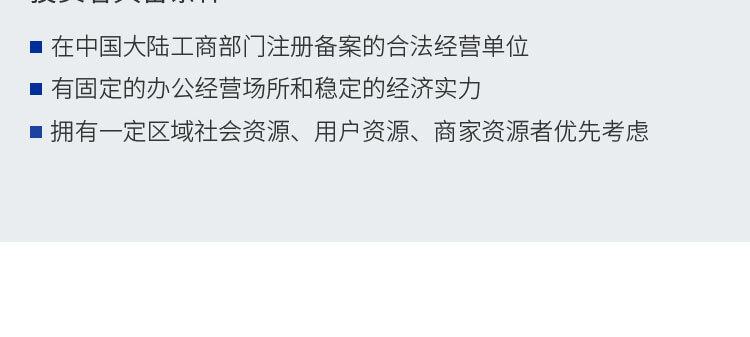 在中国大陆工商部门注册备案的合法经营单位
有固定的办公经营场所和稳定的经济实力
拥有一定区域社会资源、用户资源、商家资源者优先考虑